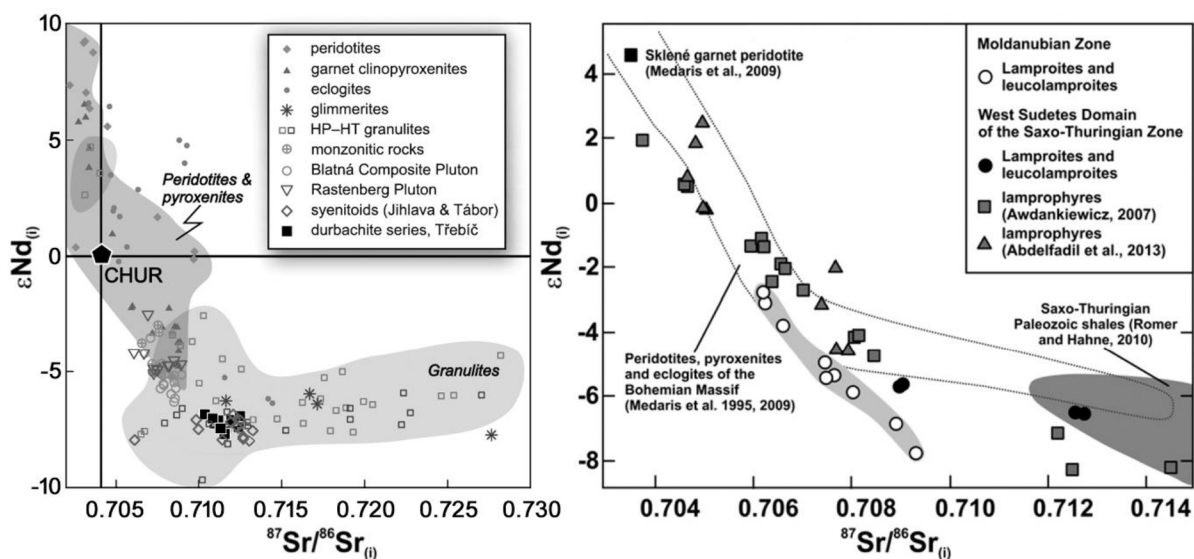 10
5
0
-5
-10
εNd(i)
peridotites
garnet clinopyroxenites
eclogites
glimmerites
HP–HT granulites
monzonitic rocks
Blatná Composite Pluton
Rastenberg Pluton
syenitoids (Jihlava & Tábor)
durbachite series, Třebíč
Peridotites &
pyroxenites
CHUR
Granulites
0.705
0.710
0.715
0.720
0.725
0.730
87Sr/86Sr(i)
4
2
0
-2
-4
-6
-8
εNd(i)
Sklené garnet peridotite
(Medaris et al., 2009)
Moldanubian Zone
Lamproites and
leucolamproites
West Sudetes Domain
of the Saxo-Thuringian Zone
Lamproites and
leucolamproites
lamprophyres
(Awdankiewicz, 2007)
lamprophyres
(Abdelfadil et al., 2013)
Saxo-Thuringian
Paleozoic shales (Romer
and Hahne, 2010)
Peridotites, pyroxenites
and eclogites of the
Bohemian Massif
(Medaris et al. 1995, 2009)
0.704
0.706
0.708
0.710
0.712
0.714
87Sr/86Sr(i)